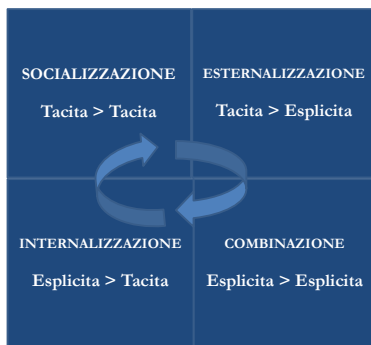 SOCIALIZZAZIONE
Tacita > Tacita
ESTERNALIZZAZIONE
Tacita > Esplicita
INTERNALIZZAZIONE
Esplicita > Tacita
COMBINAZIONE
Esplicita > Esplicita